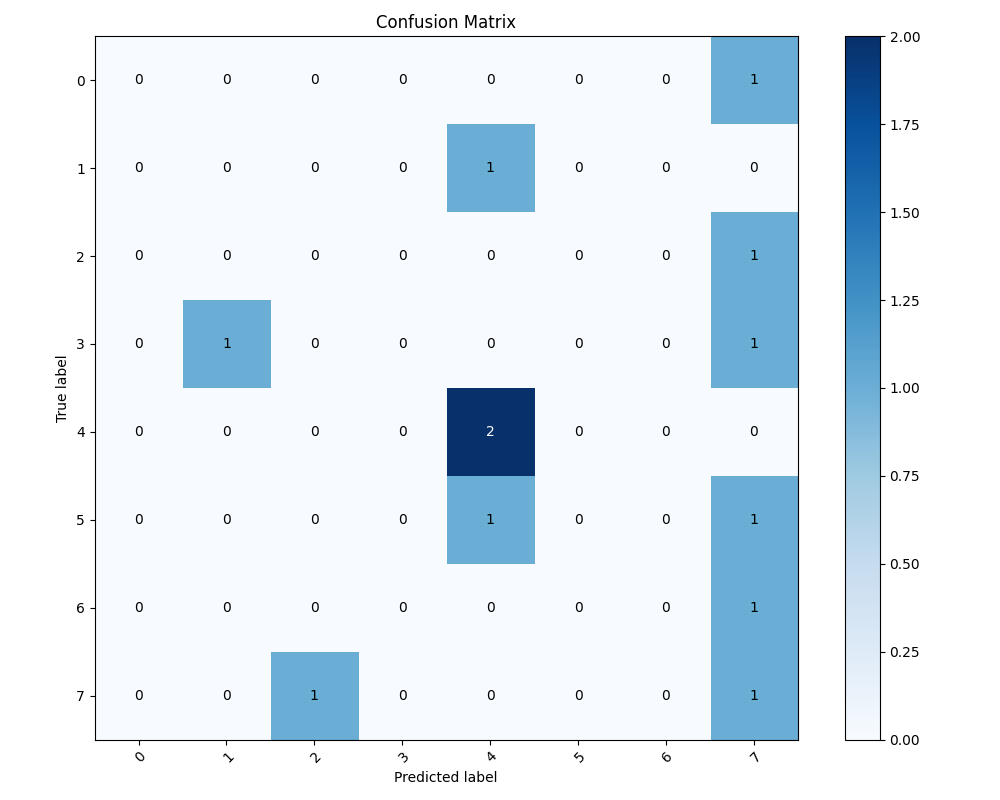 Confusion Matrix
0 0 0 0 0 0 0 0 1
1 0 0 0 0 1 0 0 0
2 0 0 0 0 0 0 0 1
3 0 1 0 0 0 0 0 1
4 0 0 0 0 2 0 0 0
5 0 0 0 0 1 0 0 1
6 0 0 0 0 0 0 0 1
7 0 0 1 0 0 0 0 1
0 1 2 3 4 5 6 7
True label
Predicted label
2.00
1.75
1.50
1.25
1.00
0.75
0.50
0.25
0.00